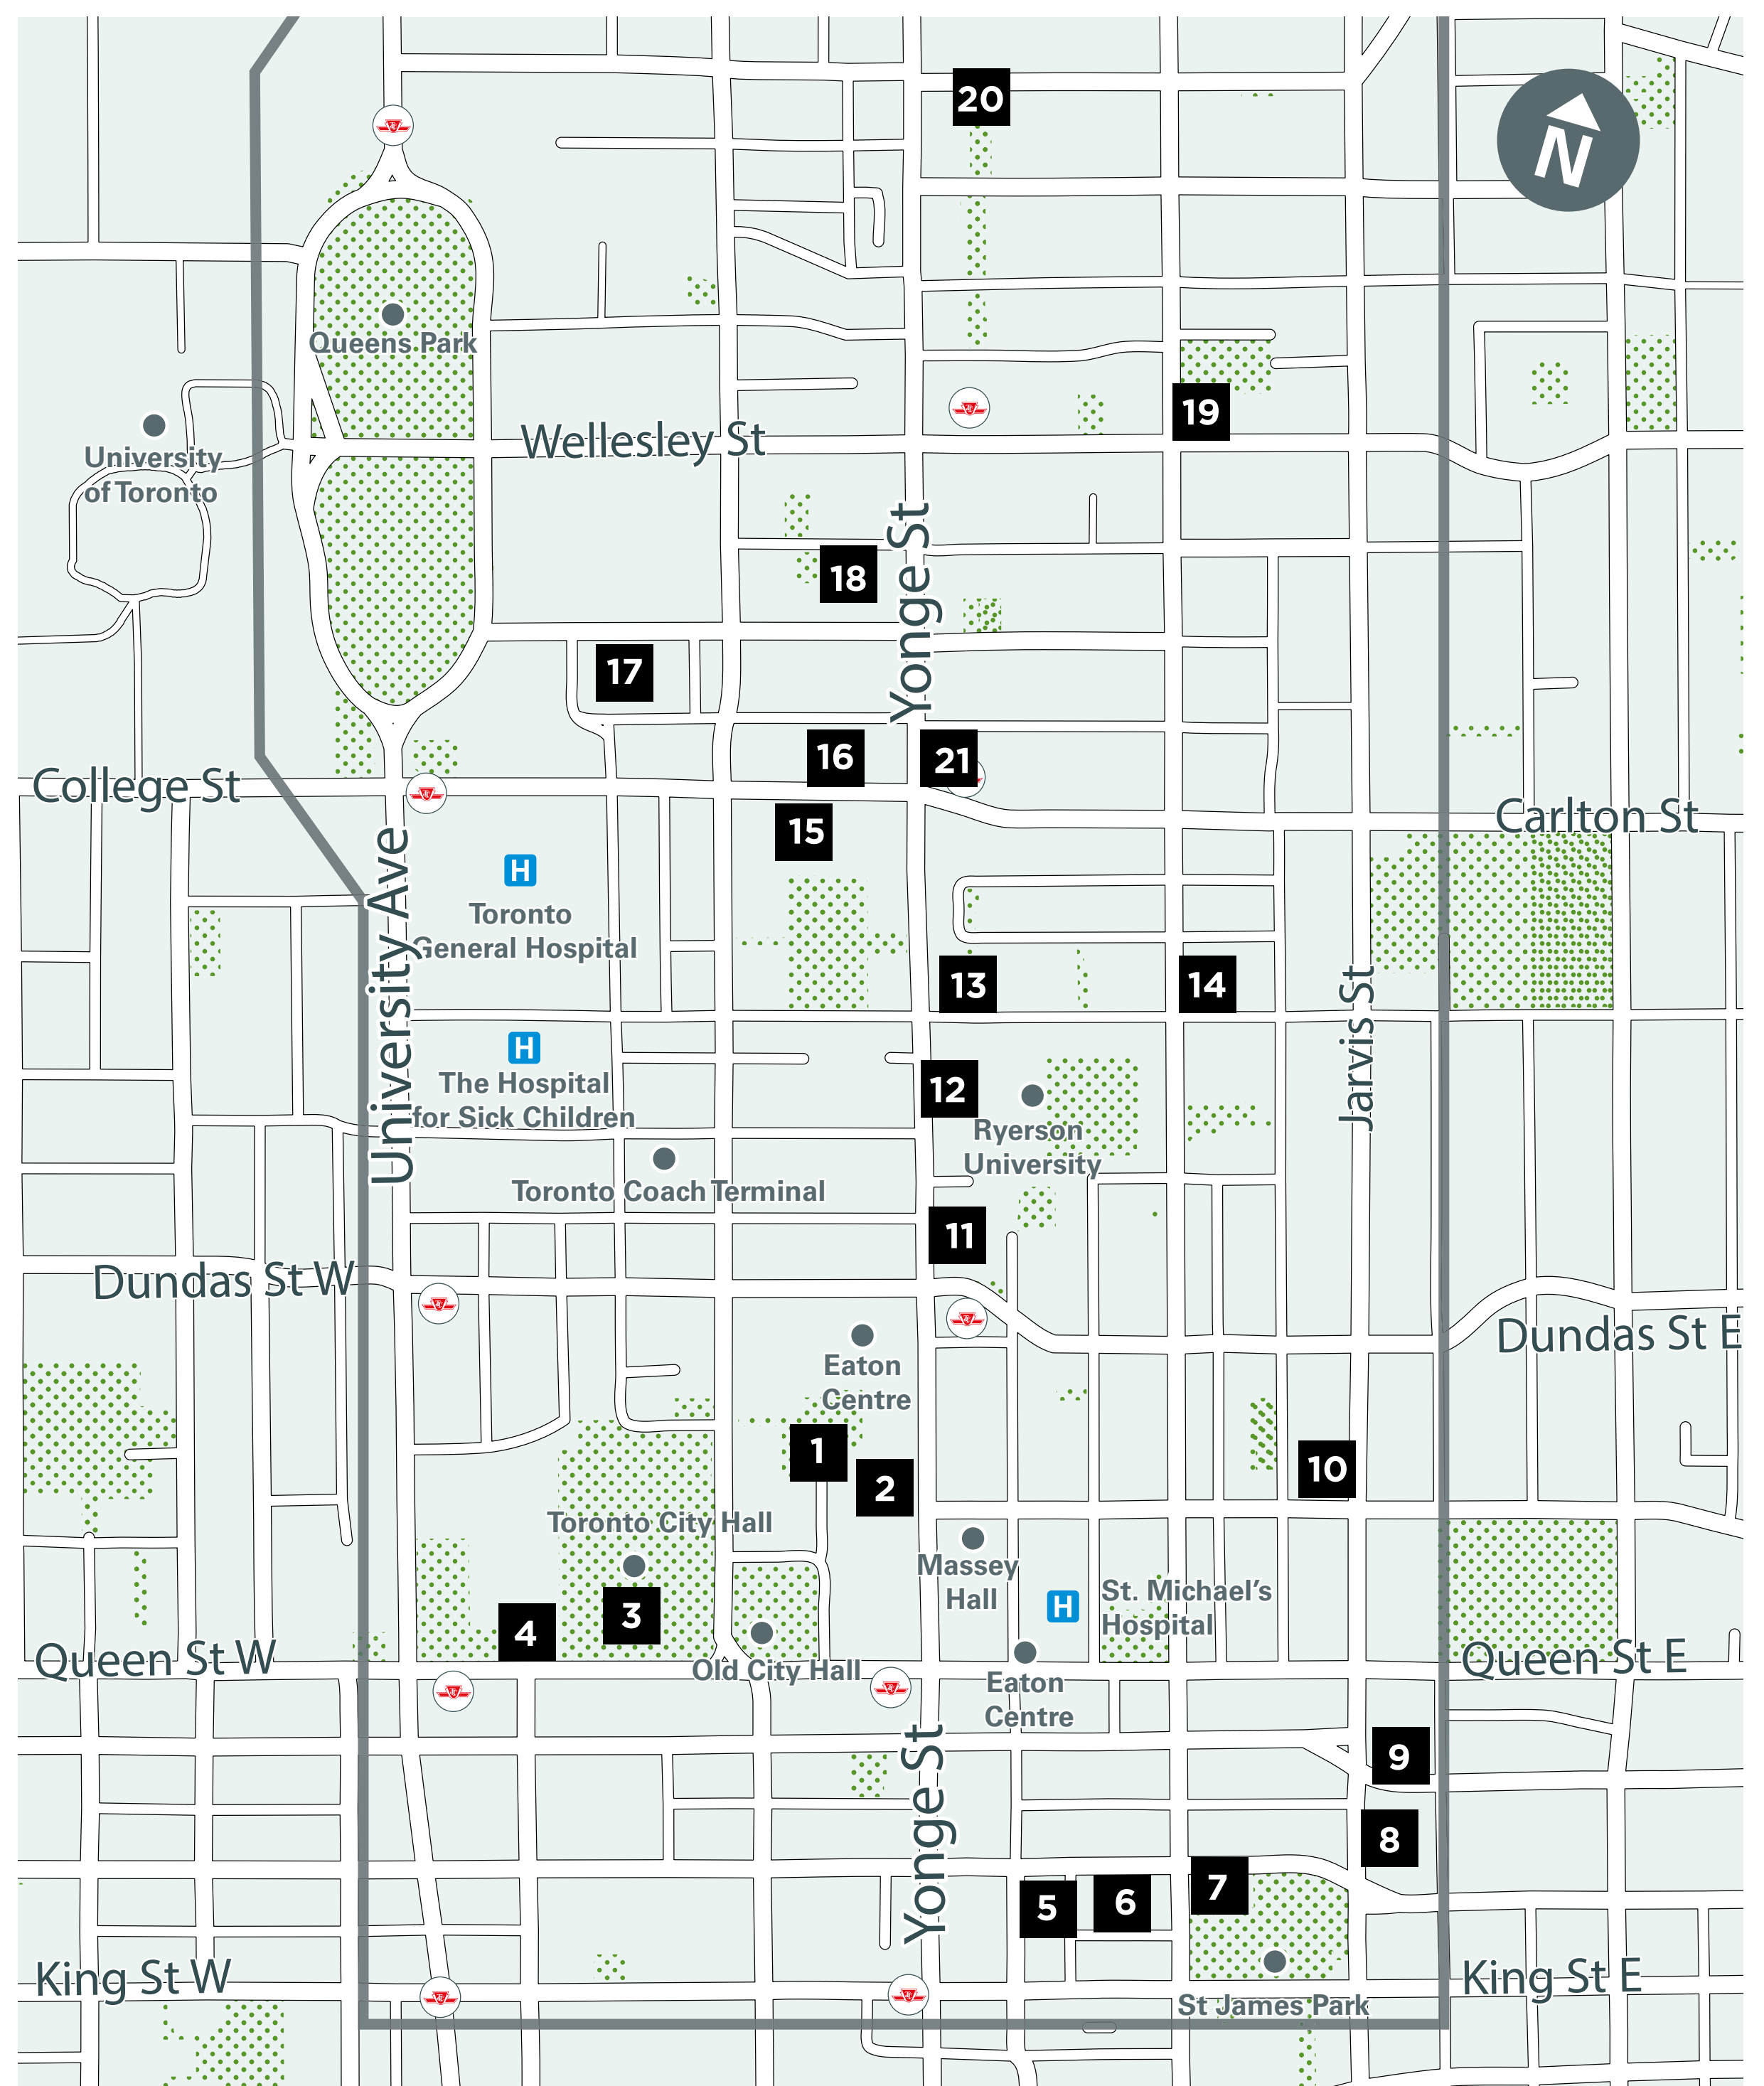 20
N
Queens Park
19
Wellesley St
University
of Toronto
Yonge St
18
17
16
21
College St
Carlton St
15
H
Toronto
General Hospital
University Ave
13
14
Jarvis St
H
The Hospital
for Sick Children
12
Ryerson
University
Toronto Coach Terminal
11
Dundas St W
Dundas St E
Eaton
Centre
1
2
10
Toronto City Hall
Massey
Hall
H
St. Michael's
Hospital
3
4
Queen St W
Old City Hall
Eaton
Centre
Queen St E
Yonge St
9
8
7
6
5
King St W
King St E
St James Park